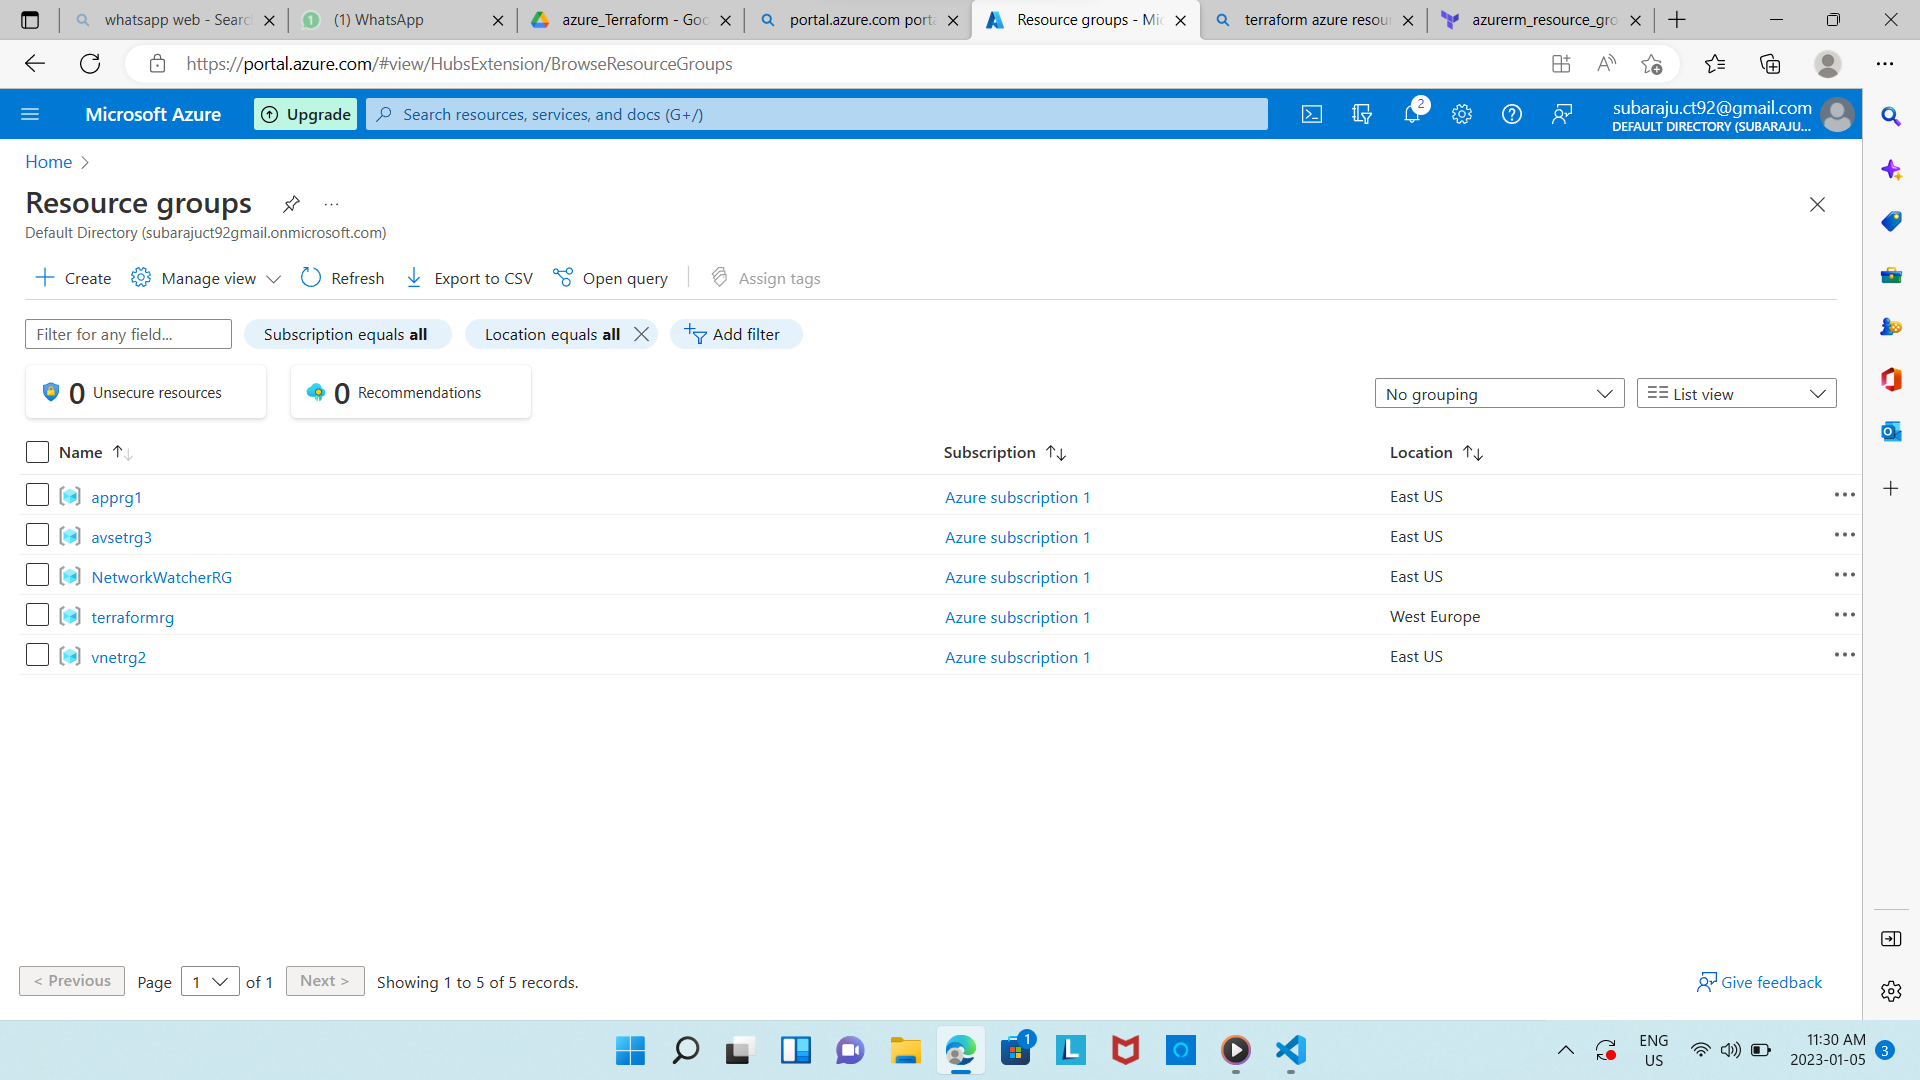 whatsapp web - Searc
(1) WhatsApp
azure_Terraform - Goo
portal.azure.com porta
Resource groups - Mic
terraform azure resour
azurerm_resource_gro
https://portal.azure.com/#view/HubsExtension/BrowseResourceGroups
Microsoft Azure
Upgrade
Search resources, services, and docs (G+/)
2
subaraju.ct92@gmail.com
DEFAULT DIRECTORY (SUBARAJU...
Home
Resource groups
Default Directory (subarajuct92gmail.onmicrosoft.com)
Create
Manage view
Refresh
Export to CSV
Open query
Assign tags
Filter for any field...
Subscription equals all
Location equals all
Add filter
0 Unsecure resources
0 Recommendations
No grouping
List view
Name
Subscription
Location
apprg1 Azure subscription 1 East US
avsetrg3 Azure subscription 1 East US
NetworkWatcherRG Azure subscription 1 East US
terraformrg Azure subscription 1 West Europe
vnetrg2 Azure subscription 1 East US
< Previous
Page
1
of 1
Next >
Showing 1 to 5 of 5 records.
Give feedback
1
L
ENG
US
11:30 AM
2023-01-05
3